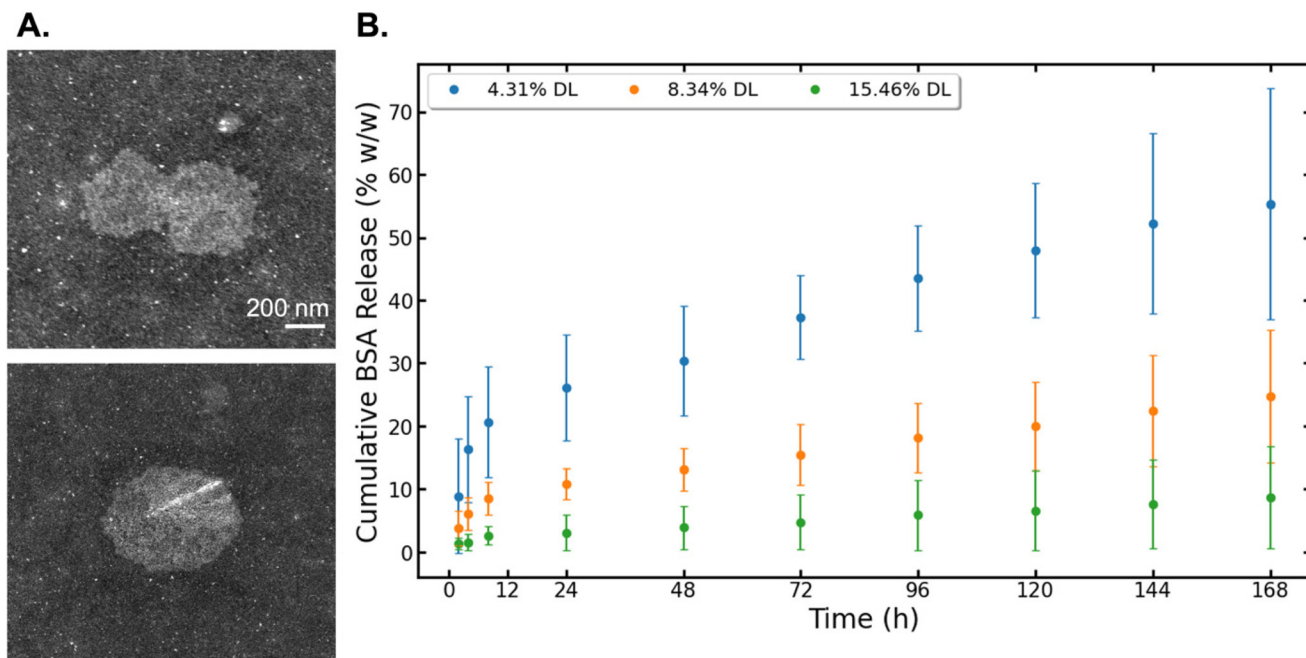 A.
B.
200 nm
4.31% DL 8.34% DL 15.46% DL
Cumulative BSA Release (% w/w)
70
60
50
40
30
20
10
0
0 12 24 48 72 96 120 144 168
Time (h)